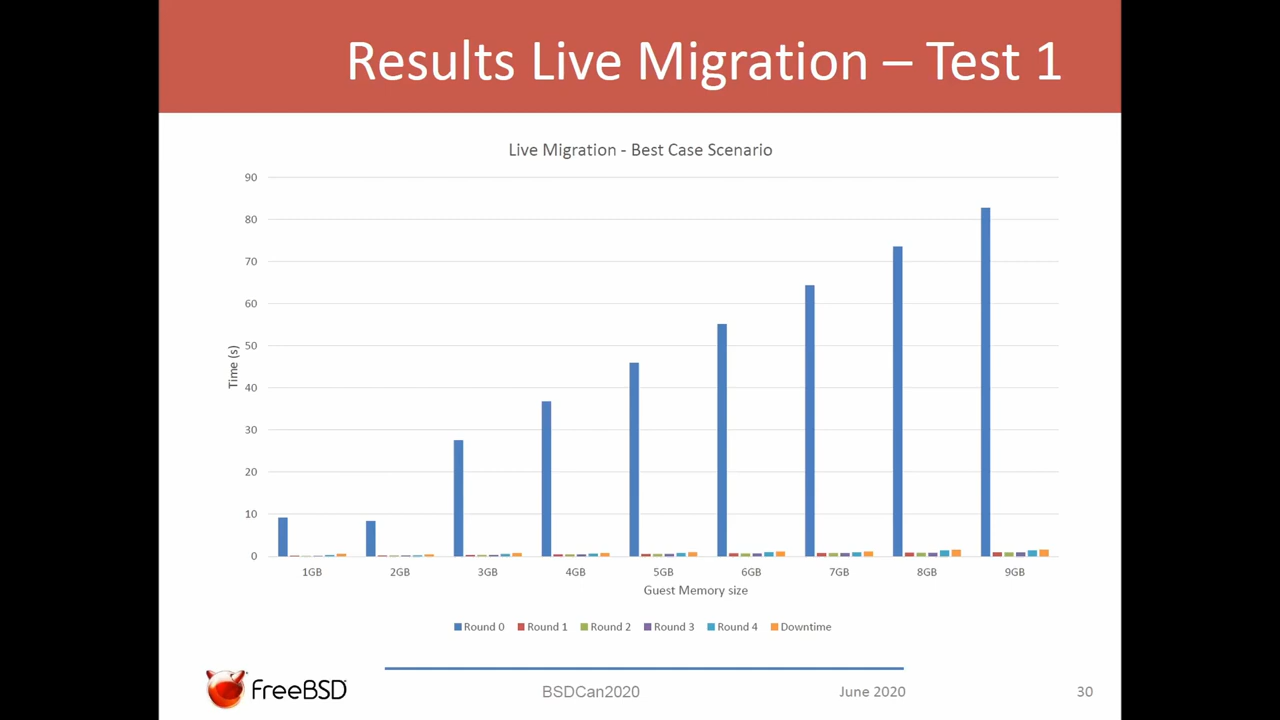 Results Live Migration – Test 1
Live Migration - Best Case Scenario
90
80
70
60
50
40
30
20
10
0
Time (s)
1GB 2GB 3GB 4GB 5GB 6GB 7GB 8GB 9GB
Guest Memory size
Round 0 Round 1 Round 2 Round 3 Round 4 Downtime
FreeBSD BSDCan2020 June 2020 30